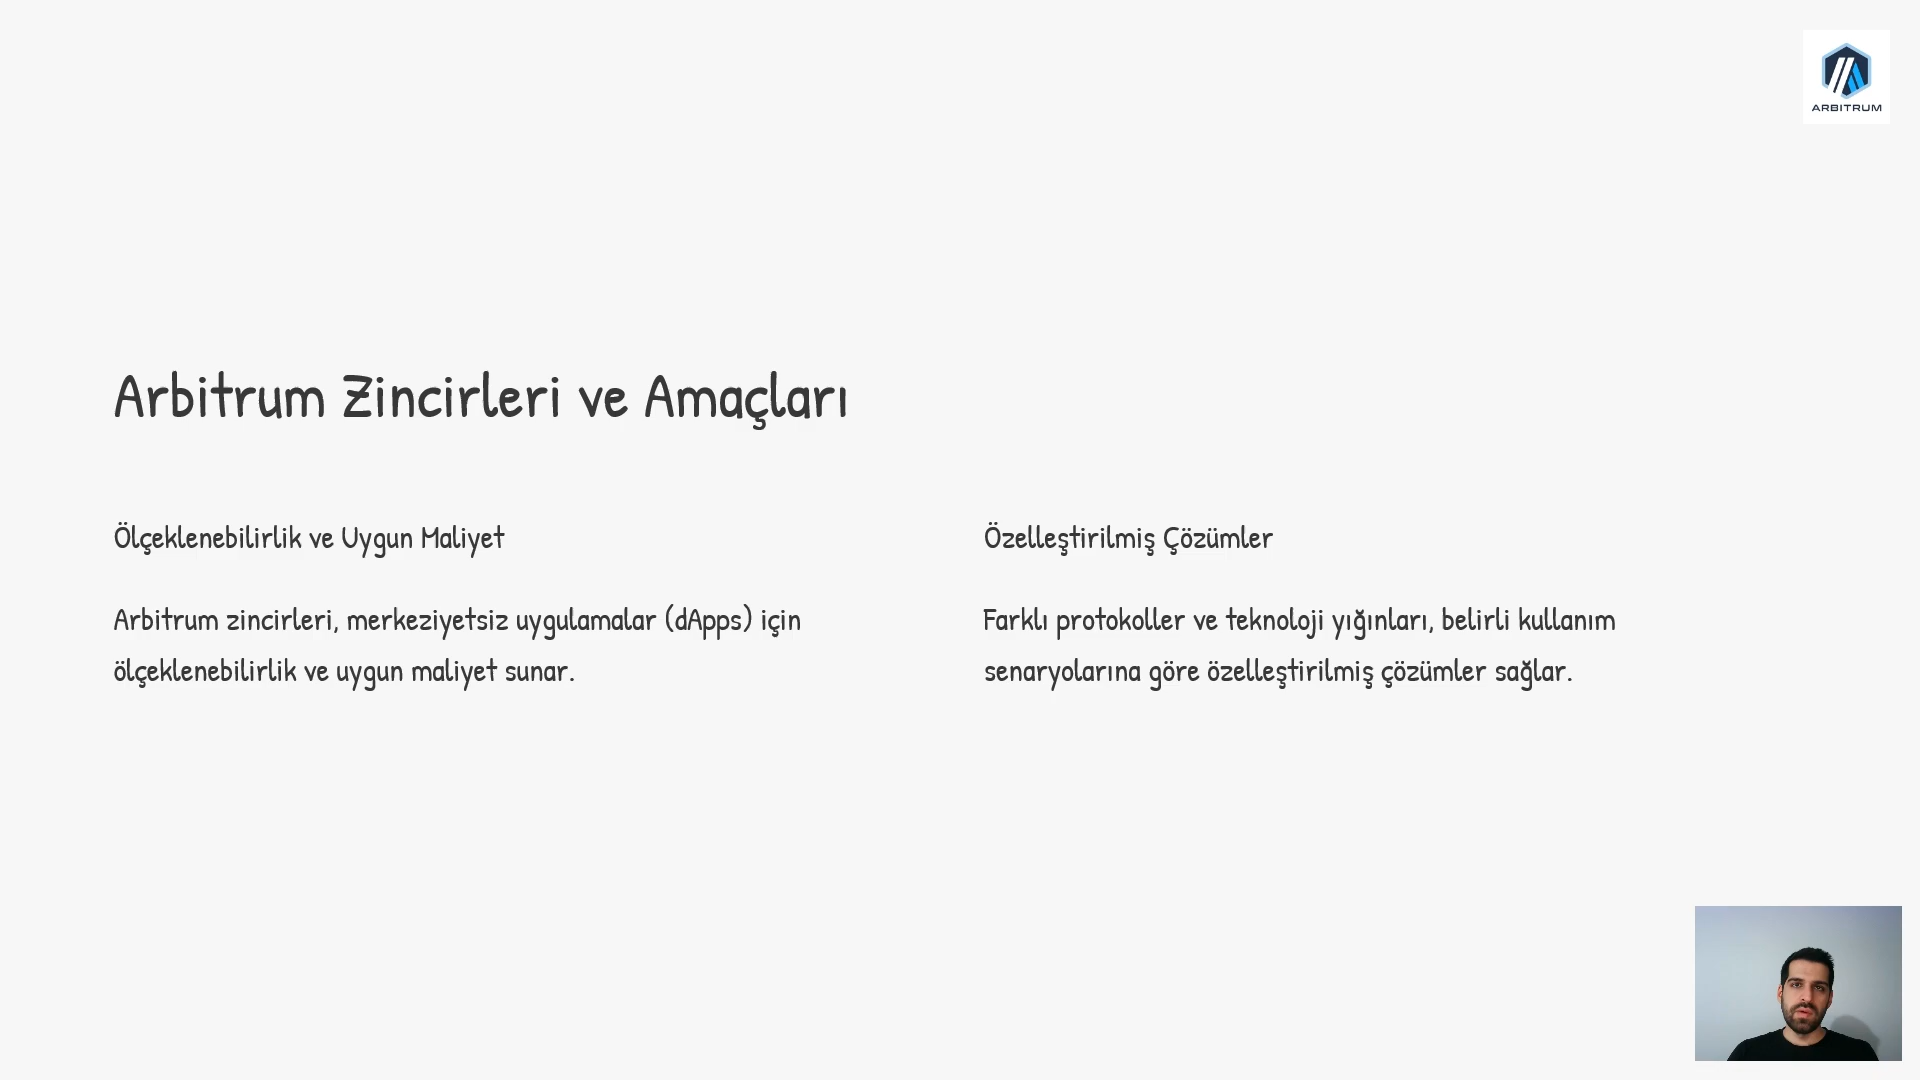 ARBITRUM
Arbitrum Zincirleri ve Amaçları
Ölçeklenebilirlik ve Uygun Maliyet
Arbitrum zincirleri, merkeziyetsiz uygulamalar (dApps) için
ölçeklenebilirlik ve uygun maliyet sunar.
Özelleştirilmiş Çözümler
Farklı protokoller ve teknoloji yığınları, belirli kullanım
senaryolarına göre özelleştirilmiş çözümler sağlar.